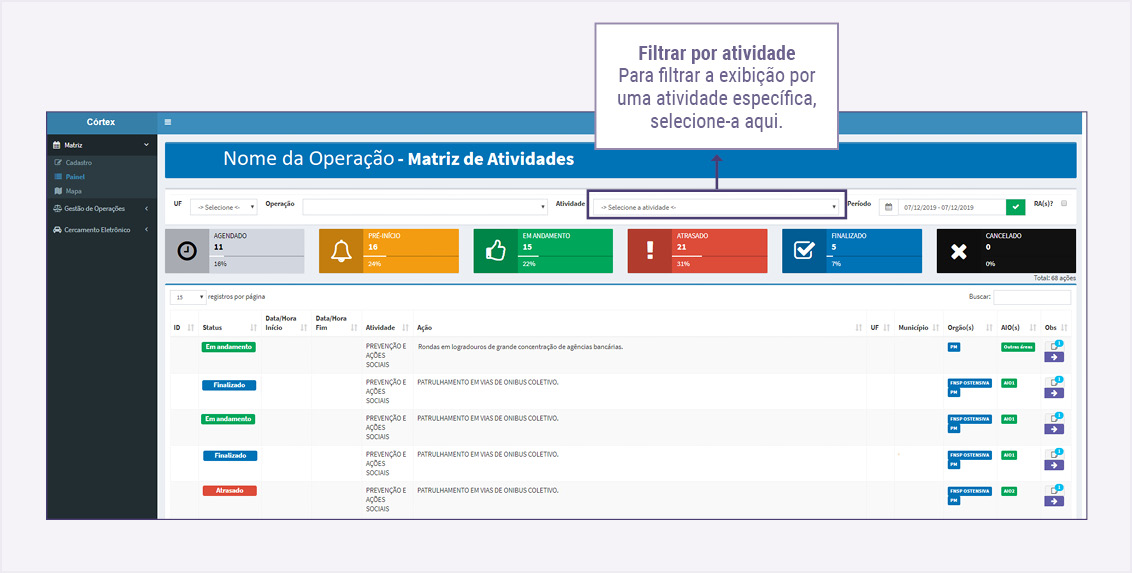 Filtrar por atividade
Para filtrar a exibição por
uma atividade específica,
selecione-a aqui.
Córtex
Matriz
Cadastro
Painel
Mapa
Gestão de Operações
Cercamento Eletrônico
Nome da Operação - Matriz de Atividades
UF -> Selecione <- Operação Atividade -> Selecione a atividade <- Período 07/12/2019 - 07/12/2019 RA(s)?
AGENDADO
11
16%
PRÉ-INÍCIO
16
24%
EM ANDAMENTO
15
22%
ATRASADO
21
31%
FINALIZADO
5
7%
CANCELADO
0
0%
Total: 68 ações
15 registros por página
Buscar:
ID Status Data/Hora Início Data/Hora Fim Atividade Ação UF Município Orgão(s) AIO(s) Obs
Em andamento PREVENÇÃO E Rondas em logradouros de grande concentração de agências bancárias. PM Outras áreas 1
AÇÕES
SOCIAIS
Finalizado PREVENÇÃO E PATRULHAMENTO EM VIAS DE ONIBUS COLETIVO. FNSP OSTENSIVA AIO1 1
AÇÕES PM
SOCIAIS
Em andamento PREVENÇÃO E PATRULHAMENTO EM VIAS DE ONIBUS COLETIVO. FNSP OSTENSIVA AIO1 1
AÇÕES PM
SOCIAIS
Finalizado PREVENÇÃO E PATRULHAMENTO EM VIAS DE ONIBUS COLETIVO. FNSP OSTENSIVA AIO1 1
AÇÕES PM
SOCIAIS
Atrasado PREVENÇÃO E PATRULHAMENTO EM VIAS DE ONIBUS COLETIVO. FNSP OSTENSIVA AIO2 1
AÇÕES PM
SOCIAIS